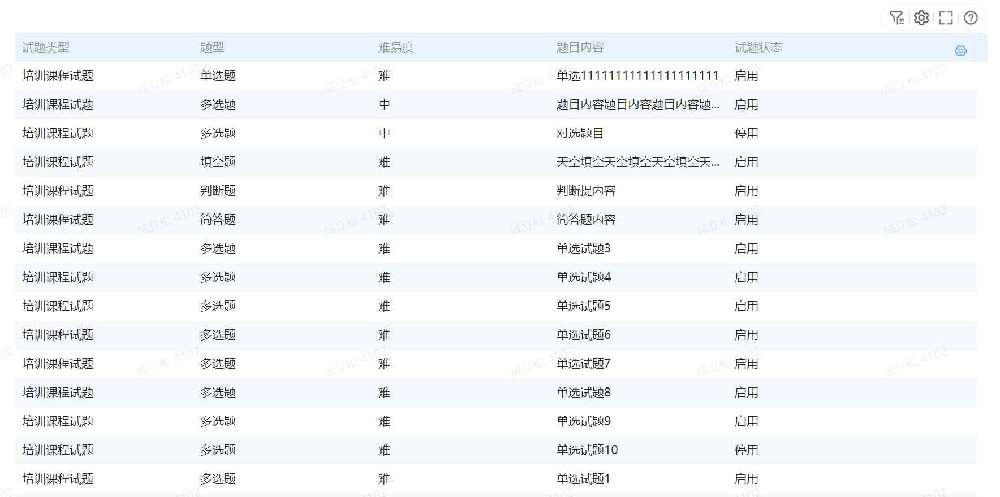 试题类型 题型 难易度 题目内容 试题状态
培训课程试题 单选题 难 单选11111111111111111111 启用
培训课程试题 多选题 中 题目内容题目内容题目内容题... 启用
培训课程试题 多选题 中 对选题目 停用
培训课程试题 填空题 难 天空填空天空填空天空填空天... 启用
培训课程试题 判断题 难 判断提内容 启用
培训课程试题 简答题 难 简答题内容 启用
培训课程试题 多选题 难 单选试题3 启用
培训课程试题 多选题 难 单选试题4 启用
培训课程试题 多选题 难 单选试题5 启用
培训课程试题 多选题 难 单选试题6 启用
培训课程试题 多选题 难 单选试题7 启用
培训课程试题 多选题 难 单选试题8 启用
培训课程试题 多选题 难 单选试题9 启用
培训课程试题 多选题 难 单选试题10 停用
培训课程试题 多选题 难 单选试题1 启用
成立松 4102